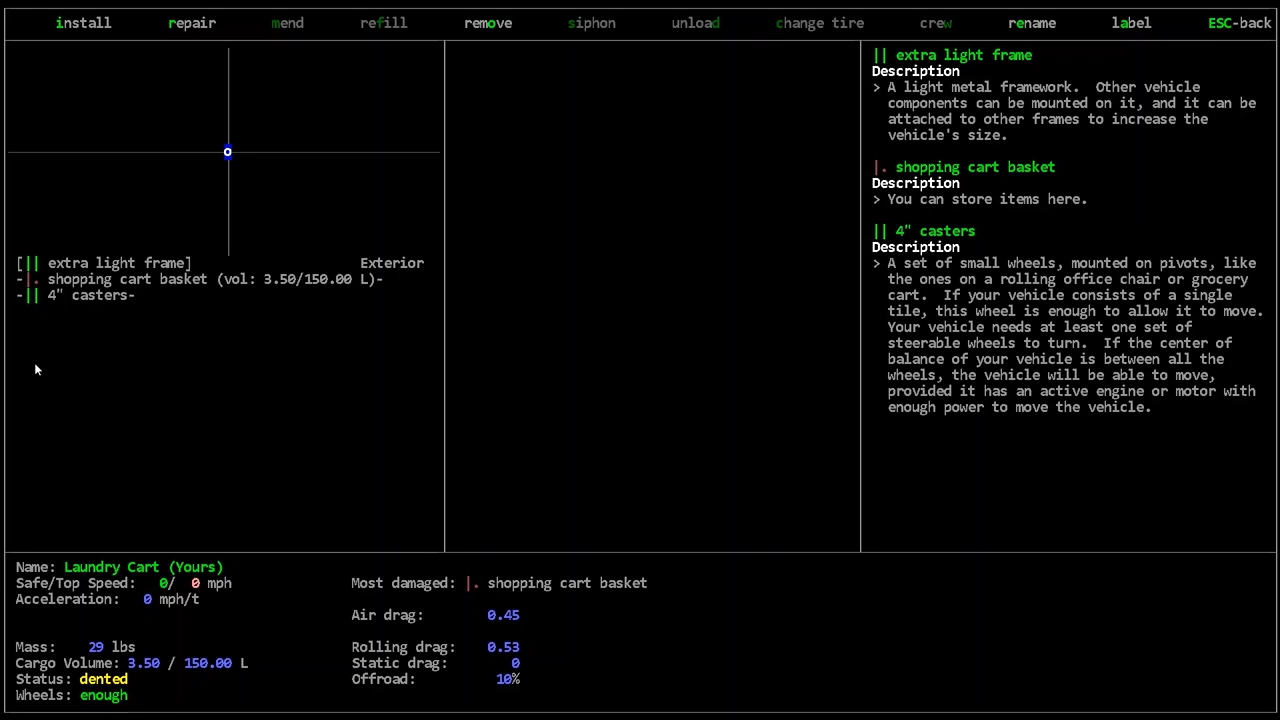 install repair mend refill remove siphon unload change tire crew rename label ESC-back
o
[|| extra light frame] Exterior
-|. shopping cart basket (vol: 3.50/150.00 L)-
-|| 4" casters-
|| extra light frame
Description
> A light metal framework.  Other vehicle
components can be mounted on it, and it can be
attached to other frames to increase the
vehicle's size.
|. shopping cart basket
Description
> You can store items here.
|| 4" casters
Description
> A set of small wheels, mounted on pivots, like
the ones on a rolling office chair or grocery
cart.  If your vehicle consists of a single
tile, this wheel is enough to allow it to move.
Your vehicle needs at least one set of
steerable wheels to turn.  If the center of
balance of your vehicle is between all the
wheels, the vehicle will be able to move,
provided it has an active engine or motor with
enough power to move the vehicle.
Name: Laundry Cart (Yours)
Safe/Top Speed: 0/ 0 mph
Acceleration: 0 mph/t
Mass: 29 lbs
Cargo Volume: 3.50 / 150.00 L
Status: dented
Wheels: enough
Most damaged: |. shopping cart basket
Air drag: 0.45
Rolling drag: 0.53
Static drag: 0
Offroad: 10%